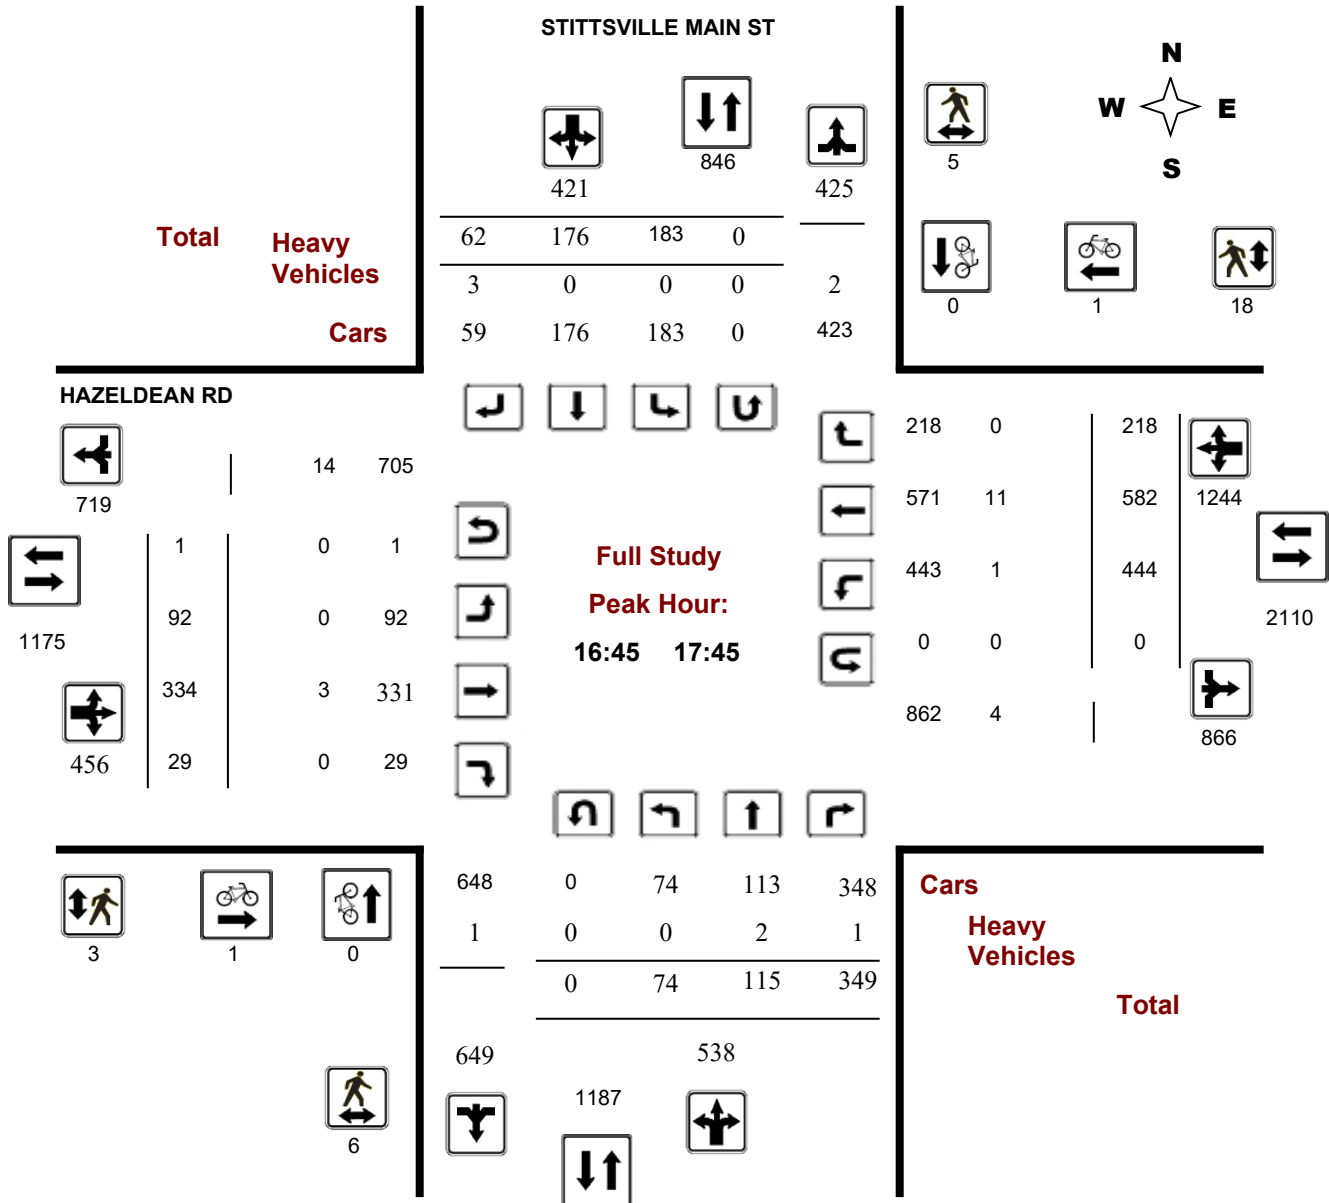 STITTSVILLE MAIN ST
N
W E
S
846
5
421
425
Total
Heavy
Vehicles
62 176 183 0
3 0 0 0 2
0 1 18
Cars
59 176 183 0 423
HAZELDEAN RD
218 0 218
14 705
719
571 11 582 1244
1 0 1
Full Study
443 1 444
92 0 92
Peak Hour:
2110
1175
16:45 17:45
0 0 0
334 3 331
862 4
866
456 29 0 29
648 0 74 113 348
Cars
1 0 0 2 1
Heavy
Vehicles
3 1 0
0 74 115 349
Total
649 538
1187
6